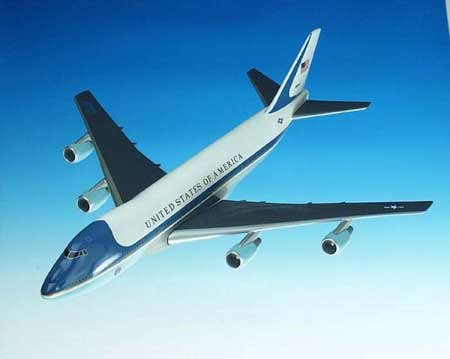 UNITED STATES OF AMERICA